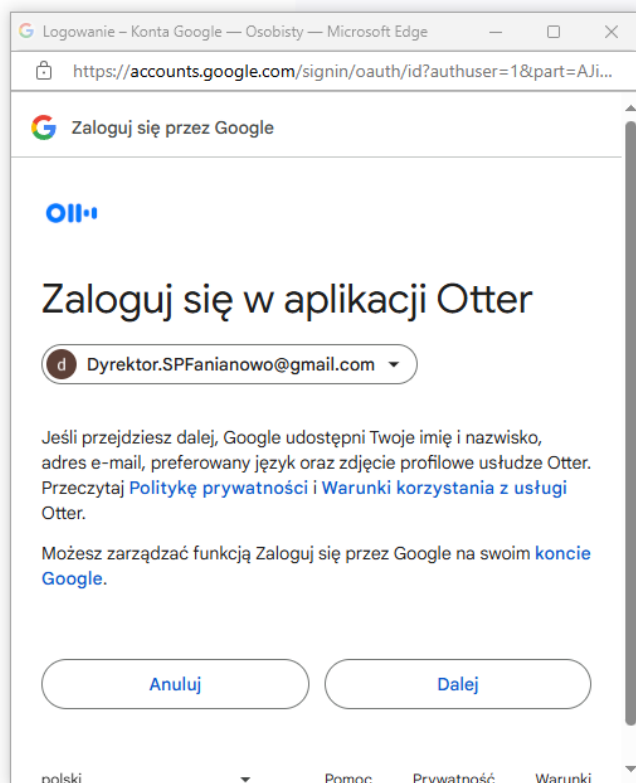 Logowanie – Konta Google — Osobisty — Microsoft Edge
https://accounts.google.com/signin/oauth/id?authuser=1&part=AJi...
Zaloguj się przez Google
Zaloguj się w aplikacji Otter
d Dyrektor.SPFanianowo@gmail.com
Jeśli przejdziesz dalej, Google udostępni Twoje imię i nazwisko,
adres e-mail, preferowany język oraz zdjęcie profilowe usłudze Otter.
Przeczytaj Politykę prywatności i Warunki korzystania z usługi
Otter.
Możesz zarządzać funkcją Zaloguj się przez Google na swoim koncie
Google.
Anuluj Dalej
polski Pomoc Prywatność Warunki